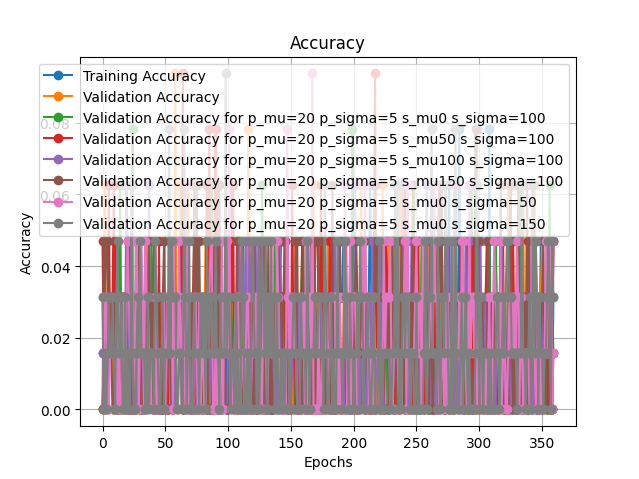 Accuracy
Training Accuracy
Validation Accuracy
Validation Accuracy for p_mu=20 p_sigma=5 s_mu0 s_sigma=100
Validation Accuracy for p_mu=20 p_sigma=5 s_mu50 s_sigma=100
Validation Accuracy for p_mu=20 p_sigma=5 s_mu100 s_sigma=100
Validation Accuracy for p_mu=20 p_sigma=5 s_mu150 s_sigma=100
Validation Accuracy for p_mu=20 p_sigma=5 s_mu0 s_sigma=50
Validation Accuracy for p_mu=20 p_sigma=5 s_mu0 s_sigma=150
0.08
0.06
0.04
0.02
0.00
Accuracy
0 50 100 150 200 250 300 350
Epochs